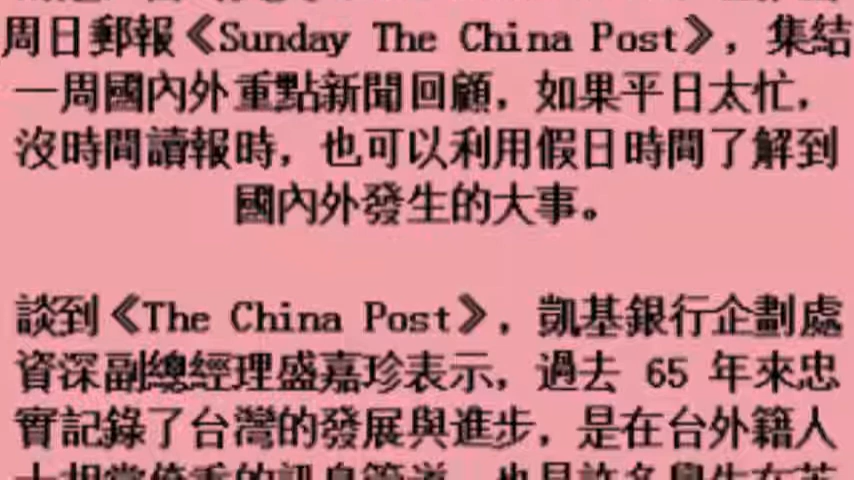 周日郵報《Sunday The China Post》，集結
一周國內外重點新聞回顧，如果平日太忙，
沒時間讀報時，也可以利用假日時間了解到
國內外發生的大事。
談到《The China Post》，凱基銀行企劃處
資深副總經理盛嘉珍表示，過去 65 年來忠
實記錄了台灣的發展與進步，是在台外籍人